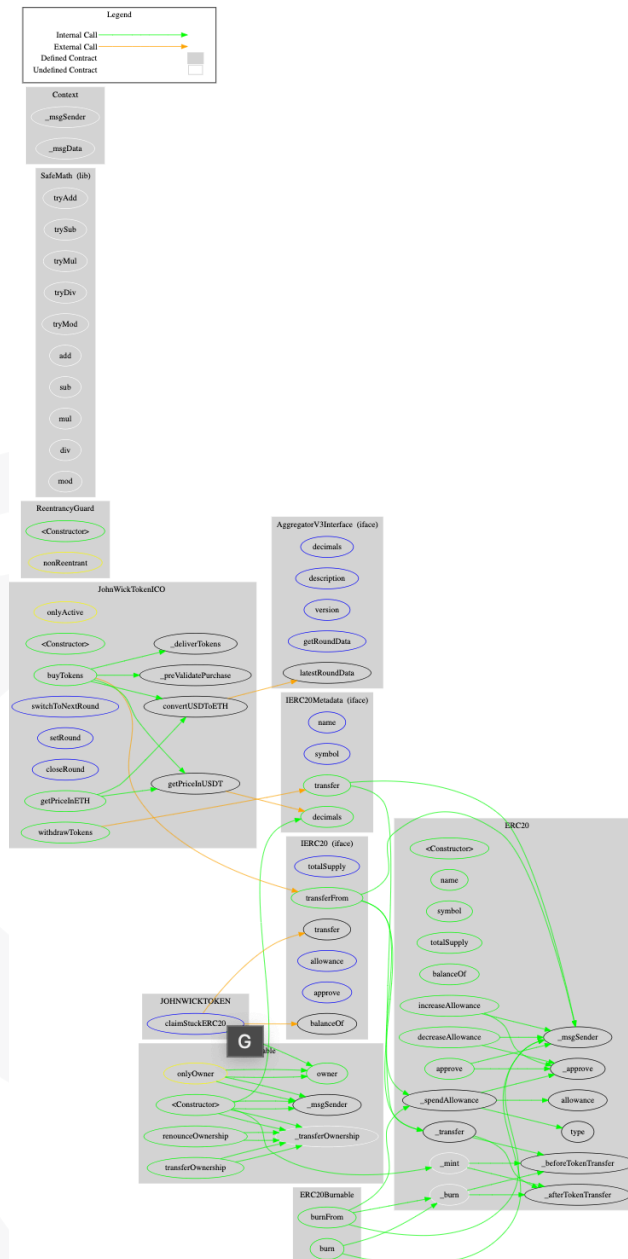 Legend
Internal Call
External Call
Defined Contract
Undefined Contract
Context
_msgSender
_msgData
SafeMath (lib)
tryAdd
trySub
tryMul
tryDiv
tryMod
add
sub
mul
div
mod
ReentrancyGuard
<Constructor>
nonReentrant
JohnWickTokenICO
onlyActive
<Constructor>
_deliverTokens
buyTokens
_preValidatePurchase
switchToNextRound
convertUSDToETH
setRound
closeRound
getPriceInUSDT
getPriceInETH
withdrawTokens
AggregatorV3Interface (iface)
decimals
description
version
getRoundData
latestRoundData
IERC20Metadata (iface)
name
symbol
transfer
decimals
IERC20 (iface)
totalSupply
transferFrom
transfer
allowance
approve
balanceOf
JOHNWICKTOKEN
claimStuckERC20
G
able
onlyOwner
owner
<Constructor>
_msgSender
renounceOwnership
_transferOwnership
transferOwnership
ERC20
<Constructor>
name
symbol
totalSupply
balanceOf
increaseAllowance
decreaseAllowance
_msgSender
approve
_approve
_spendAllowance
allowance
_transfer
type
_mint
_beforeTokenTransfer
_burn
_afterTokenTransfer
ERC20Burnable
burnFrom
burn